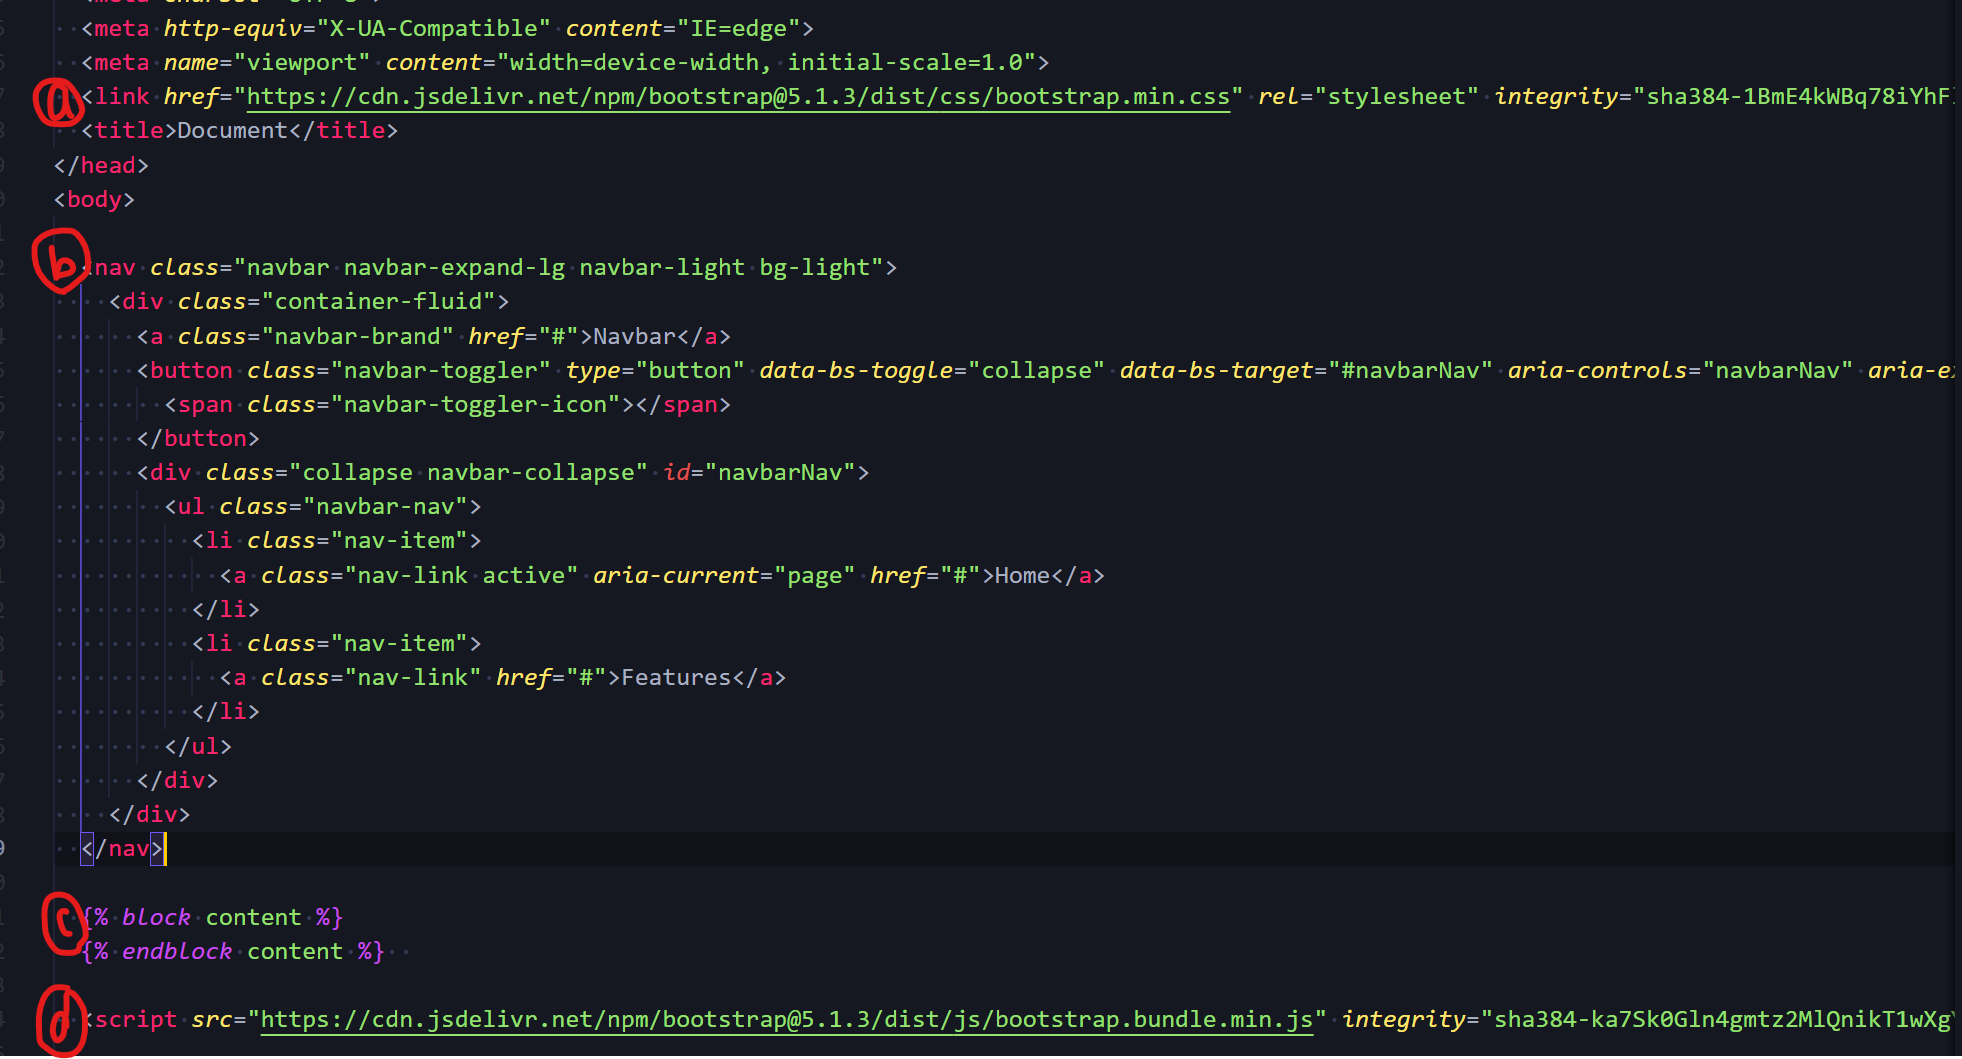 <meta http-equiv="X-UA-Compatible" content="IE=edge">
<meta name="viewport" content="width=device-width, initial-scale=1.0">
a <link href="https://cdn.jsdelivr.net/npm/bootstrap@5.1.3/dist/css/bootstrap.min.css" rel="stylesheet" integrity="sha384-1BmE4kWBq78iYhFl
<title>Document</title>
</head>
<body>
b <nav class="navbar navbar-expand-lg navbar-light bg-light">
<div class="container-fluid">
<a class="navbar-brand" href="#">Navbar</a>
<button class="navbar-toggler" type="button" data-bs-toggle="collapse" data-bs-target="#navbarNav" aria-controls="navbarNav" aria-ex
<span class="navbar-toggler-icon"></span>
</button>
<div class="collapse navbar-collapse" id="navbarNav">
<ul class="navbar-nav">
<li class="nav-item">
<a class="nav-link active" aria-current="page" href="#">Home</a>
</li>
<li class="nav-item">
<a class="nav-link" href="#">Features</a>
</li>
</ul>
</div>
</div>
</nav>
c {% block content %}
{% endblock content %}
d <script src="https://cdn.jsdelivr.net/npm/bootstrap@5.1.3/dist/js/bootstrap.bundle.min.js" integrity="sha384-ka7Sk0Gln4gmtz2MlQnikT1wXgY